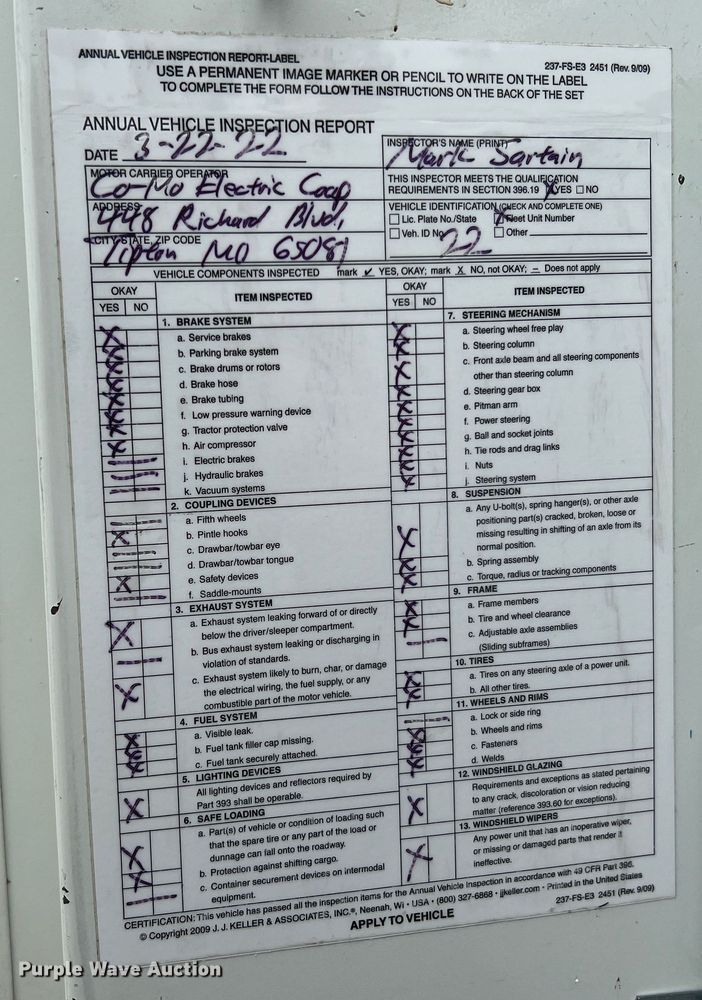 ANNUAL VEHICLE INSPECTION REPORT-LABEL
237-FS-E3 2451 (Rev. 9/09)
USE A PERMANENT IMAGE MARKER OR PENCIL TO WRITE ON THE LABEL
TO COMPLETE THE FORM FOLLOW THE INSTRUCTIONS ON THE BACK OF THE SET
ANNUAL VEHICLE INSPECTION REPORT
DATE 3-22-22
INSPECTOR'S NAME (PRINT)
Mark Sartain
MOTOR CARRIER OPERATOR
Co-Mo Electric Coop
THIS INSPECTOR MEETS THE QUALIFICATION
REQUIREMENTS IN SECTION 396.19 X YES NO
ADDRESS
448 Richard Blvd,
VEHICLE IDENTIFICATION (CHECK AND COMPLETE ONE)
Lic. Plate No./State X Fleet Unit Number
Veh. ID No. 22 Other
CITY, STATE, ZIP CODE
Tipton MO 65081
VEHICLE COMPONENTS INSPECTED mark ✓ YES, OKAY; mark X NO, not OKAY; – Does not apply
OKAY
YES NO ITEM INSPECTED
1. BRAKE SYSTEM
X a. Service brakes
X b. Parking brake system
X c. Brake drums or rotors
X d. Brake hose
X e. Brake tubing
X f. Low pressure warning device
X g. Tractor protection valve
X h. Air compressor
— i. Electric brakes
— j. Hydraulic brakes
— k. Vacuum systems
2. COUPLING DEVICES
— a. Fifth wheels
X b. Pintle hooks
— c. Drawbar/towbar eye
— d. Drawbar/towbar tongue
X e. Safety devices
— f. Saddle-mounts
3. EXHAUST SYSTEM
X a. Exhaust system leaking forward of or directly
below the driver/sleeper compartment.
— b. Bus exhaust system leaking or discharging in
violation of standards.
X c. Exhaust system likely to burn, char, or damage
the electrical wiring, the fuel supply, or any
combustible part of the motor vehicle.
4. FUEL SYSTEM
X a. Visible leak.
X b. Fuel tank filler cap missing.
X c. Fuel tank securely attached.
5. LIGHTING DEVICES
X All lighting devices and reflectors required by
Part 393 shall be operable.
6. SAFE LOADING
X a. Part(s) of vehicle or condition of loading such
that the spare tire or any part of the load or
dunnage can fall onto the roadway.
X b. Protection against shifting cargo.
— c. Container securement devices on intermodal
equipment.
OKAY
YES NO ITEM INSPECTED
7. STEERING MECHANISM
X a. Steering wheel free play
X b. Steering column
X c. Front axle beam and all steering components
other than steering column
X d. Steering gear box
X e. Pitman arm
X f. Power steering
X g. Ball and socket joints
X h. Tie rods and drag links
X i. Nuts
X j. Steering system
8. SUSPENSION
X a. Any U-bolt(s), spring hanger(s), or other axle
positioning part(s) cracked, broken, loose or
missing resulting in shifting of an axle from its
normal position.
X b. Spring assembly
X c. Torque, radius or tracking components
9. FRAME
X a. Frame members
X b. Tire and wheel clearance
— c. Adjustable axle assemblies
(Sliding subframes)
10. TIRES
X a. Tires on any steering axle of a power unit.
X b. All other tires.
11. WHEELS AND RIMS
— a. Lock or side ring
X b. Wheels and rims
X c. Fasteners
X d. Welds
12. WINDSHIELD GLAZING
X Requirements and exceptions as stated pertaining
to any crack, discoloration or vision reducing
matter (reference 393.60 for exceptions).
13. WINDSHIELD WIPERS
X Any power unit that has an inoperative wiper,
or missing or damaged parts that render it
ineffective.
CERTIFICATION: This vehicle has passed all the inspection items for the Annual Vehicle Inspection in accordance with 49 CFR Part 396.
© Copyright 2009 J. J. KELLER & ASSOCIATES, INC.®, Neenah, WI • USA • (800) 327-6868 • jjkeller.com • Printed in the United States
237-FS-E3 2451 (Rev. 9/09)
APPLY TO VEHICLE
Purple Wave Auction